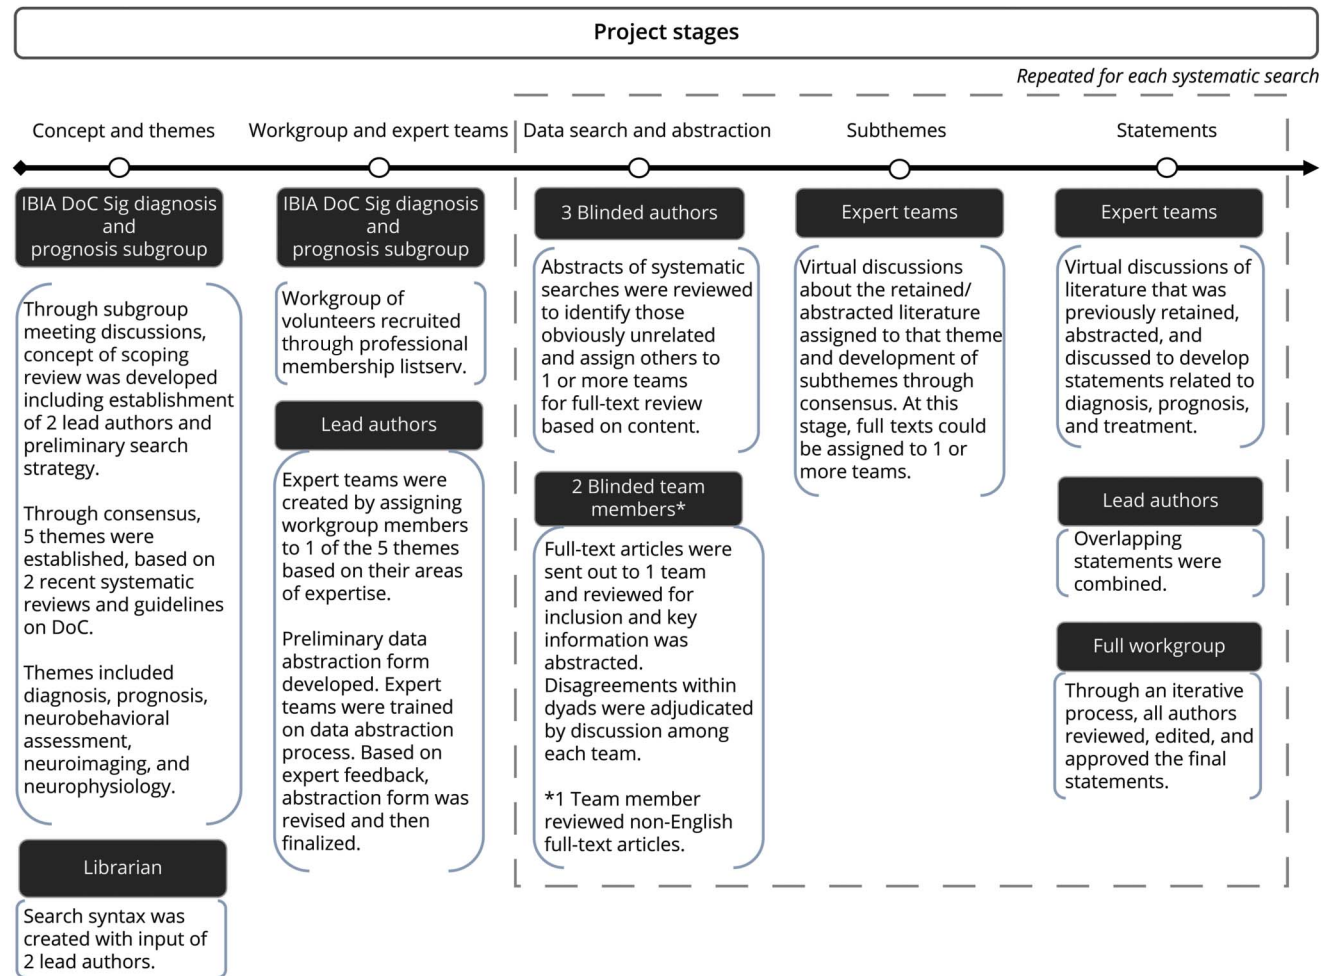 Project stages
Repeated for each systematic search
Concept and themes
IBIA DoC Sig diagnosis
and
prognosis subgroup
Through subgroup
meeting discussions,
concept of scoping
review was developed
including establishment
of 2 lead authors and
preliminary search
strategy.
Through consensus,
5 themes were
established, based on
2 recent systematic
reviews and guidelines
on DoC.
Themes included
diagnosis, prognosis,
neurobehavioral
assessment,
neuroimaging, and
neurophysiology.
Librarian
Search syntax was
created with input of
2 lead authors.
Workgroup and expert teams
IBIA DoC Sig diagnosis
and
prognosis subgroup
Workgroup of
volunteers recruited
through professional
membership listserv.
Lead authors
Expert teams were
created by assigning
workgroup members
to 1 of the 5 themes
based on their areas
of expertise.
Preliminary data
abstraction form
developed. Expert
teams were trained
on data abstraction
process. Based on
expert feedback,
abstraction form was
revised and then
finalized.
Data search and abstraction
3 Blinded authors
Abstracts of systematic
searches were reviewed
to identify those
obviously unrelated
and assign others to
1 or more teams
for full-text review
based on content.
2 Blinded team
members*
Full-text articles were
sent out to 1 team
and reviewed for
inclusion and key
information was
abstracted.
Disagreements within
dyads were adjudicated
by discussion among
each team.
*1 Team member
reviewed non-English
full-text articles.
Subthemes
Expert teams
Virtual discussions
about the retained/
abstracted literature
assigned to that theme
and development of
subthemes through
consensus. At this
stage, full texts could
be assigned to 1 or
more teams.
Statements
Expert teams
Virtual discussions of
literature that was
previously retained,
abstracted, and
discussed to develop
statements related to
diagnosis, prognosis,
and treatment.
Lead authors
Overlapping
statements were
combined.
Full workgroup
Through an iterative
process, all authors
reviewed, edited, and
approved the final
statements.